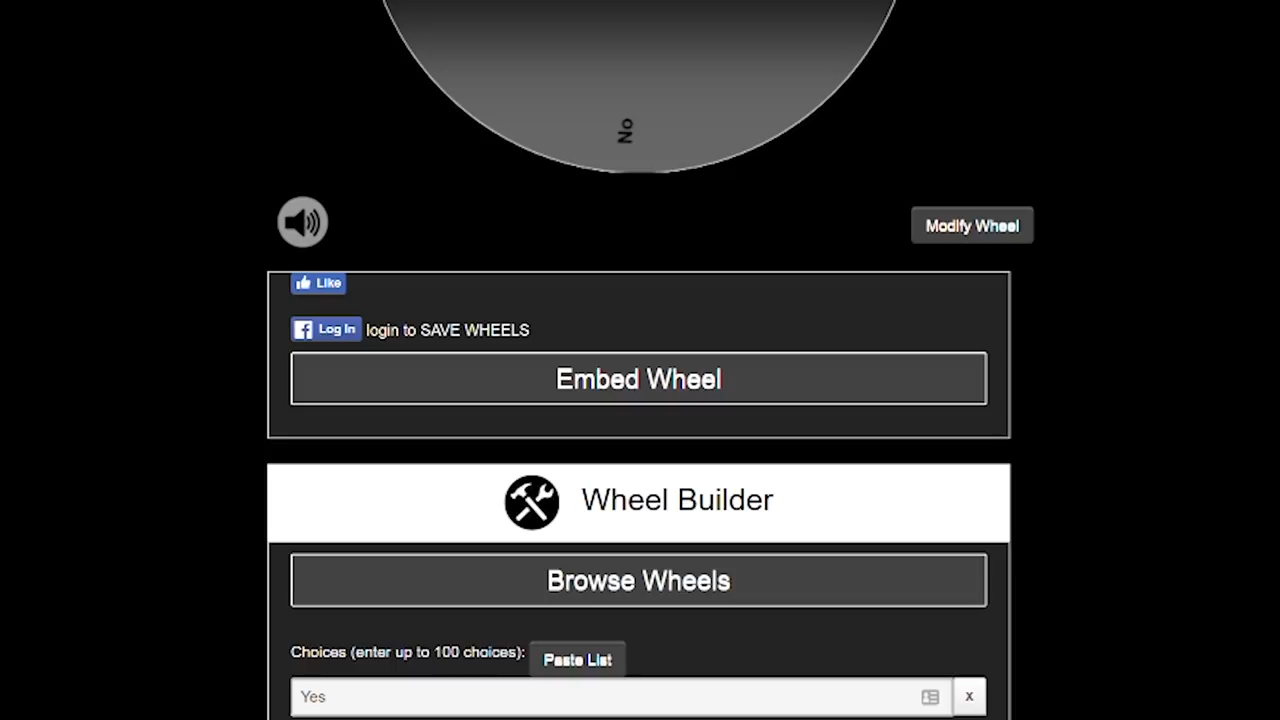 No
Modify Wheel
Like
Log In login to SAVE WHEELS
Embed Wheel
Wheel Builder
Browse Wheels
Choices (enter up to 100 choices): Paste List
Yes x